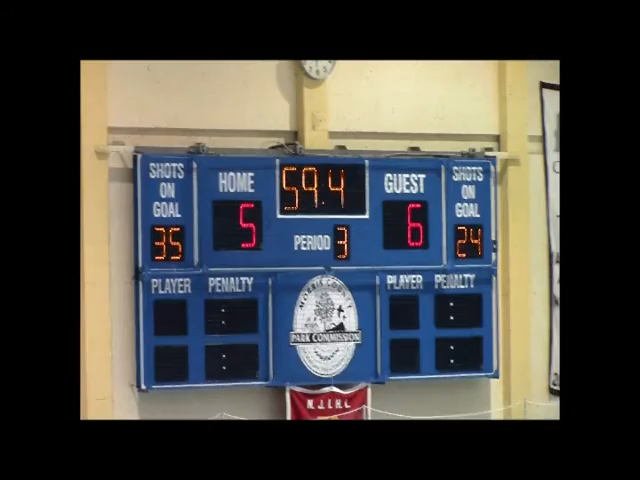 SHOTS ON GOAL
35
HOME
5
59.4
PERIOD 3
GUEST
6
SHOTS ON GOAL
24
PLAYER PENALTY
PLAYER PENALTY
PARK COMMISSION
N.J.I.H.L